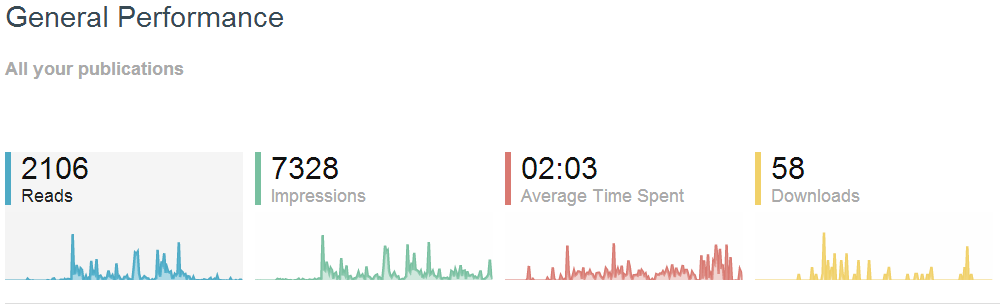 General Performance
All your publications
2106
Reads
7328
Impressions
02:03
Average Time Spent
58
Downloads